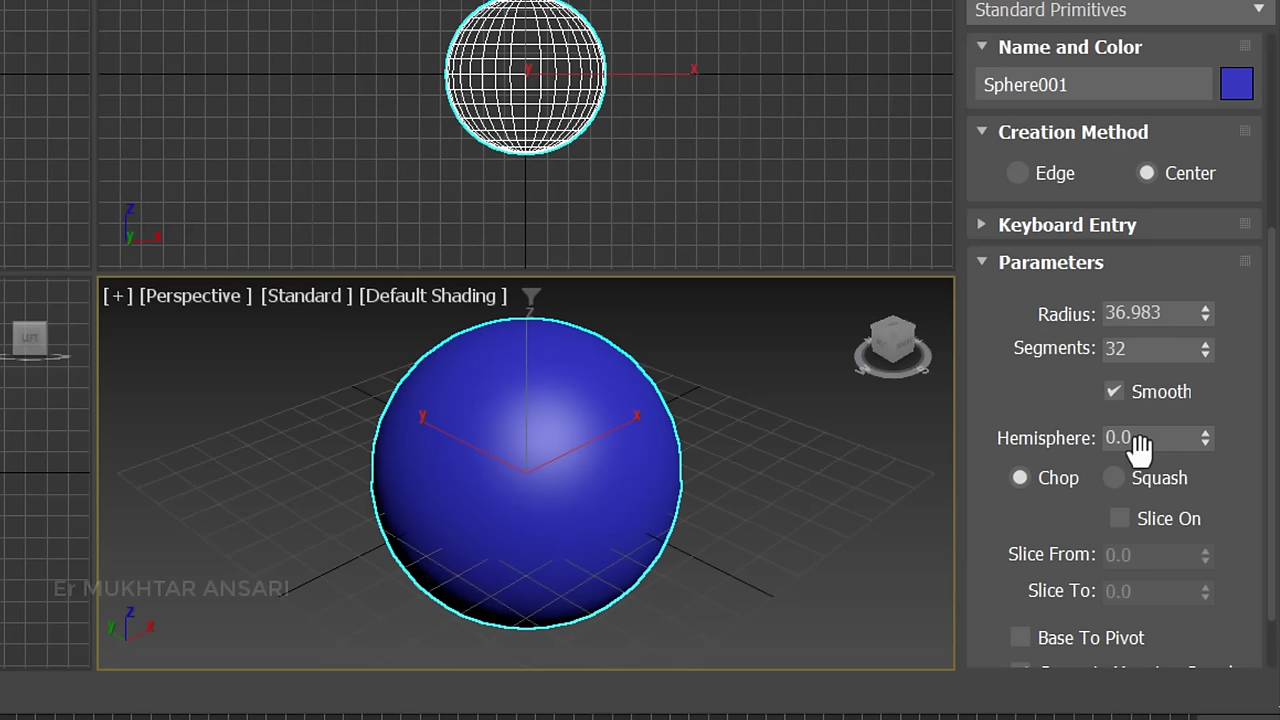 Standard Primitives
Name and Color
Sphere001
Creation Method
Edge
Center
Keyboard Entry
Parameters
Radius: 36.983
Segments: 32
Smooth
Hemisphere: 0.0
Chop
Squash
Slice On
Slice From: 0.0
Slice To: 0.0
Base To Pivot
y
x
z
y
x
[+] [Perspective ] [Standard ] [Default Shading ]
z
y
x
LEFT
Er MUKHTAR ANSARI
z
y
x